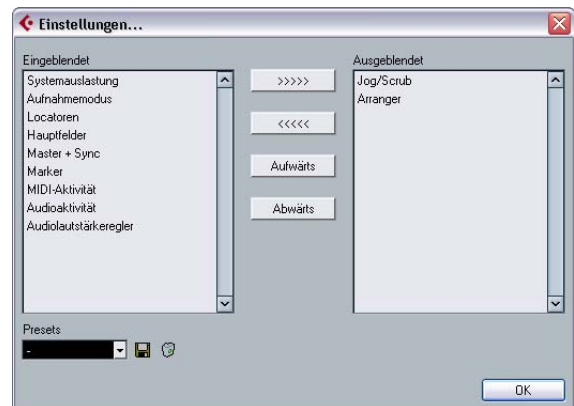 Einstellungen...
Eingeblendet
Systemauslastung
Aufnahmemodus
Locatoren
Hauptfelder
Master + Sync
Marker
MIDI-Aktivität
Audioaktivität
Audiolautstärkeregler
>>>>>
<<<<<
Aufwärts
Abwärts
Ausgeblendet
Jog/Scrub
Arranger
Presets
-
OK